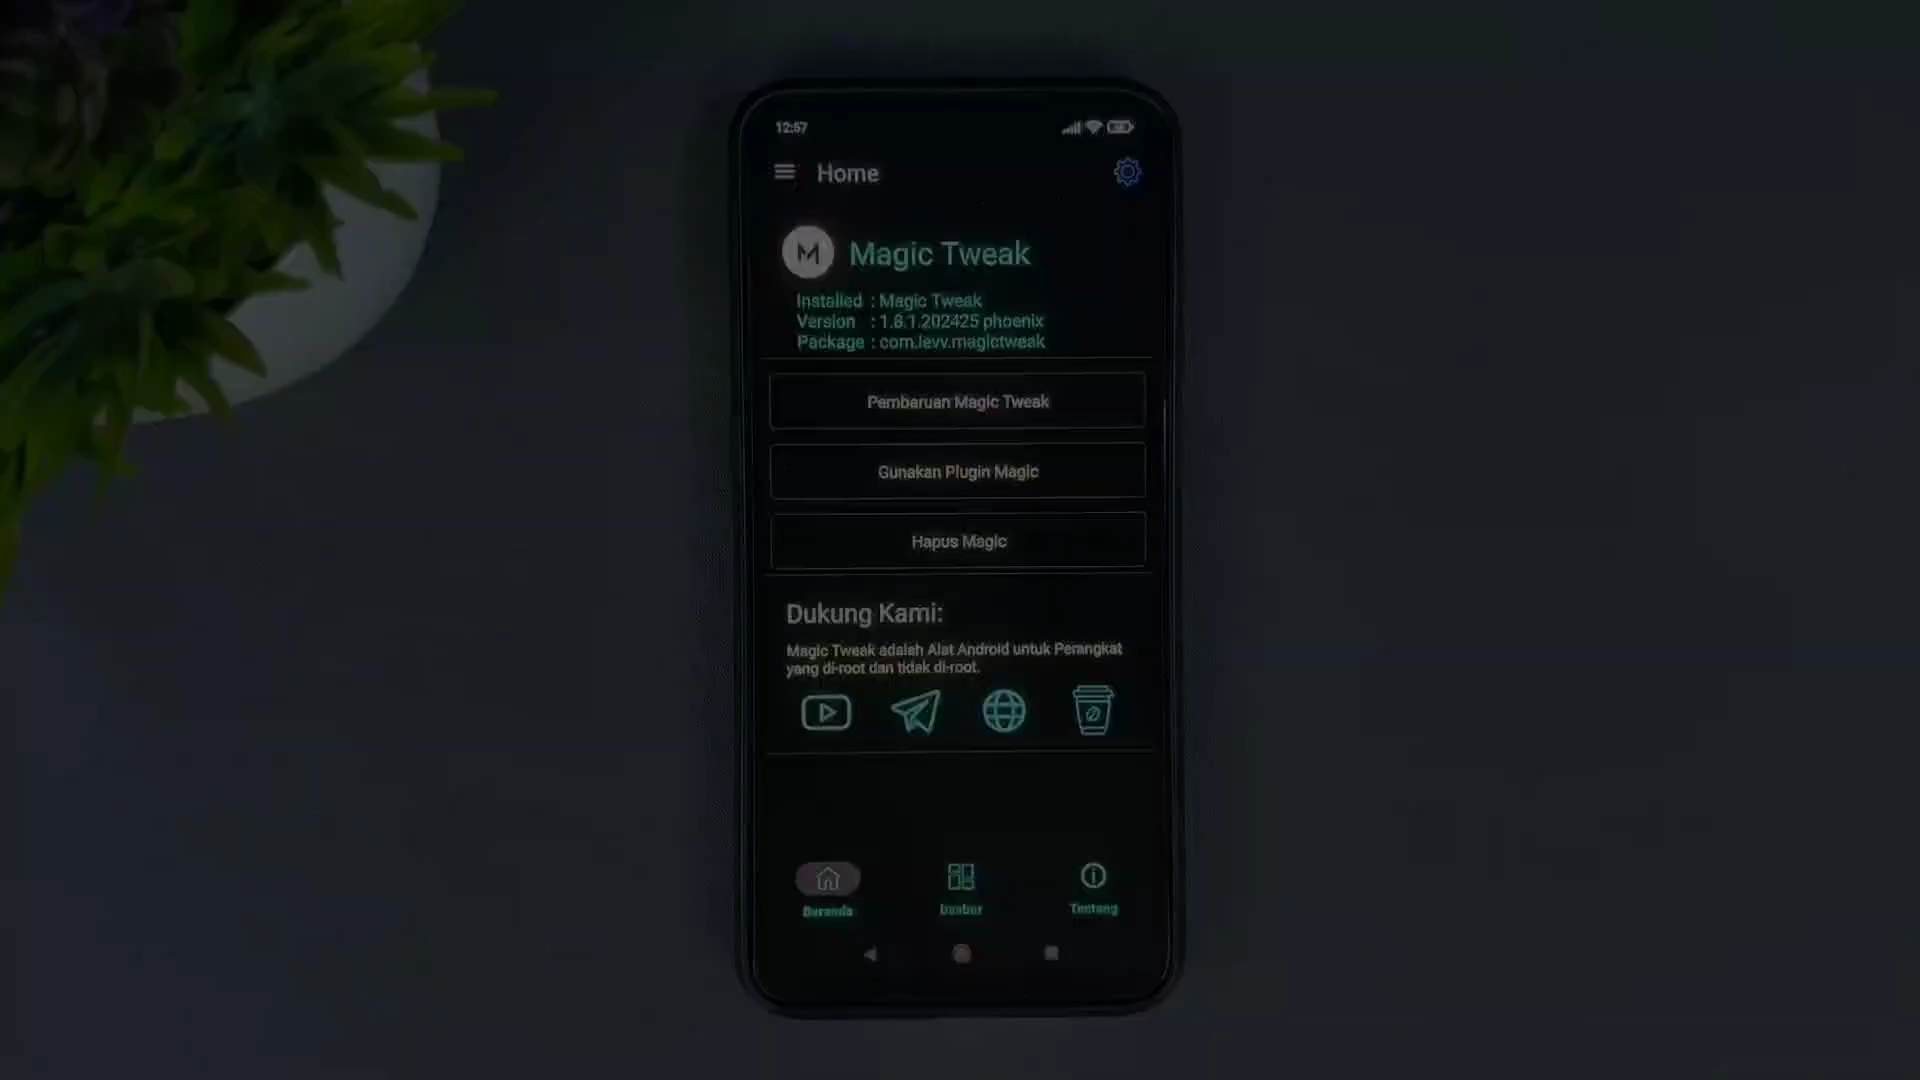 12:57
Home
M
Magic Tweak
Installed : Magic Tweak
Version : 1.8.1.202425 phoenix
Package : com.levv.magictweak
Pembaruan Magic Tweak
Gunakan Plugin Magic
Hapus Magic
Dukung Kami:
Magic Tweak adalah Alat Android untuk Perangkat
yang di-root dan tidak di-root.
Beranda
Tentang